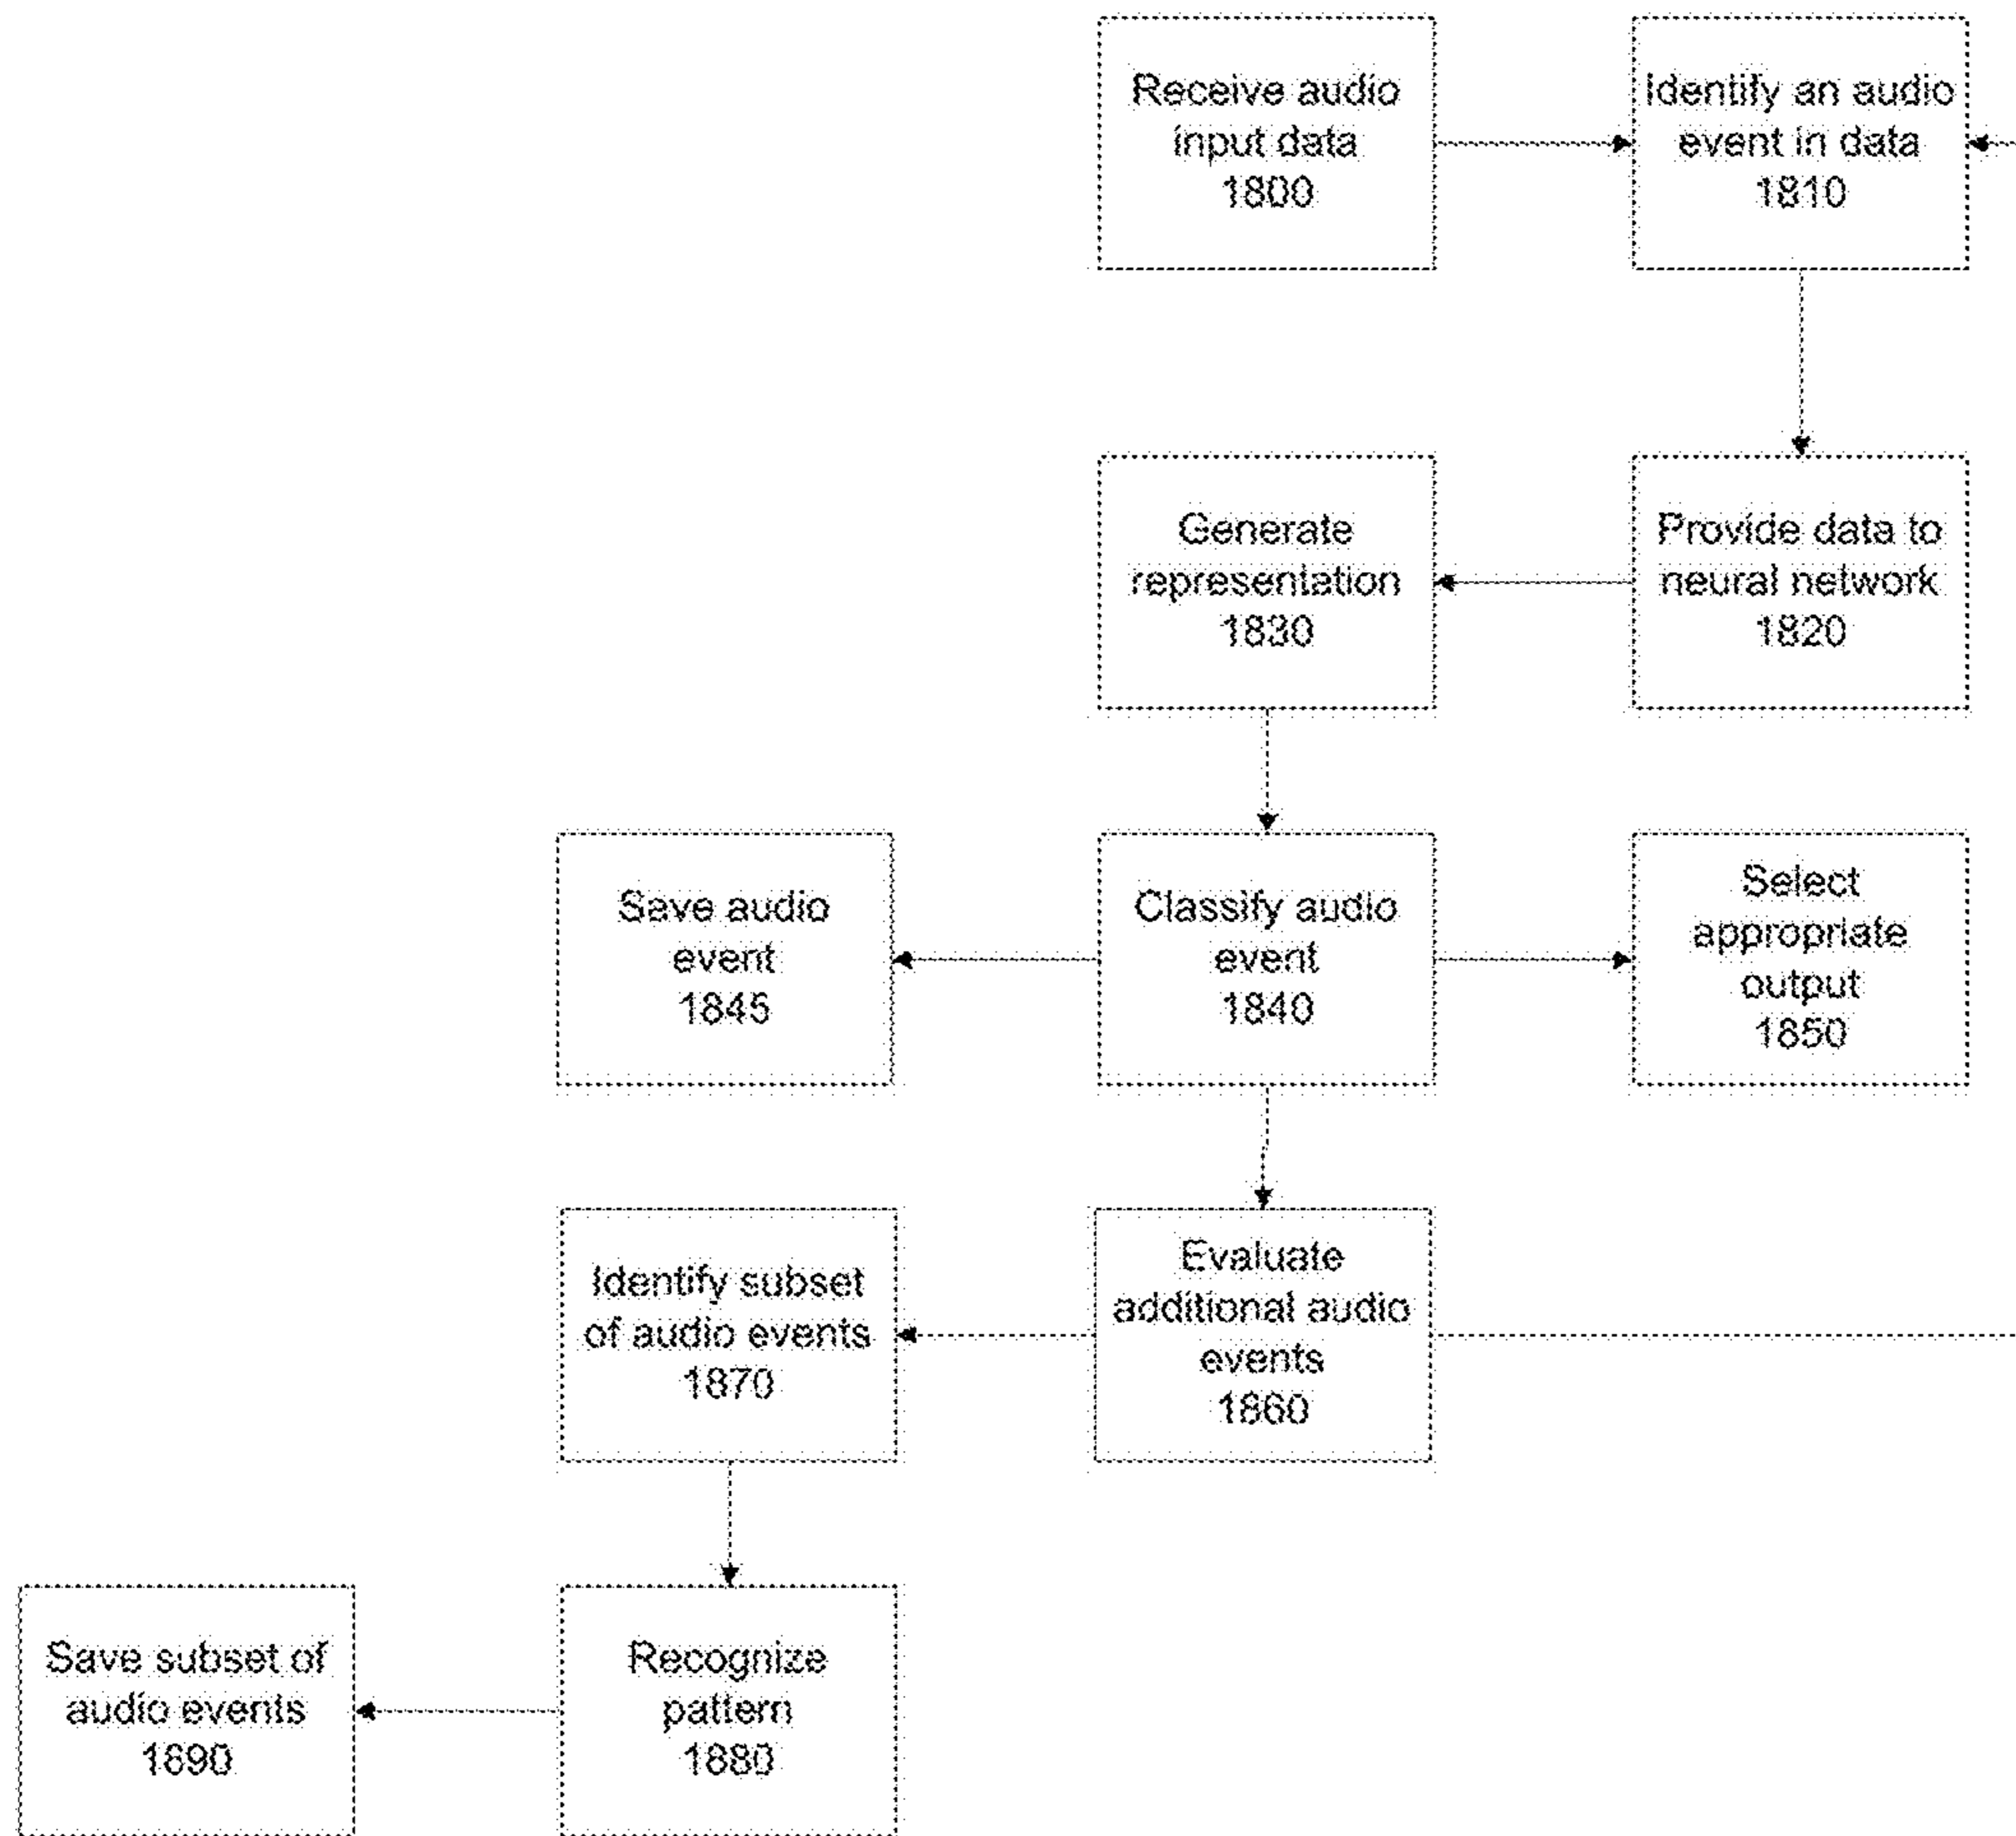 Receive audio
input data
1800
Identify an audio
event in data
1810
Generate
representation
1830
Provide data to
neural network
1820
Save audio
event
1845
Classify audio
event
1840
Select
appropriate
output
1850
Identify subset
of audio events
1870
Evaluate
additional audio
events
1860
Save subset of
audio events
1890
Recognize
pattern
1880